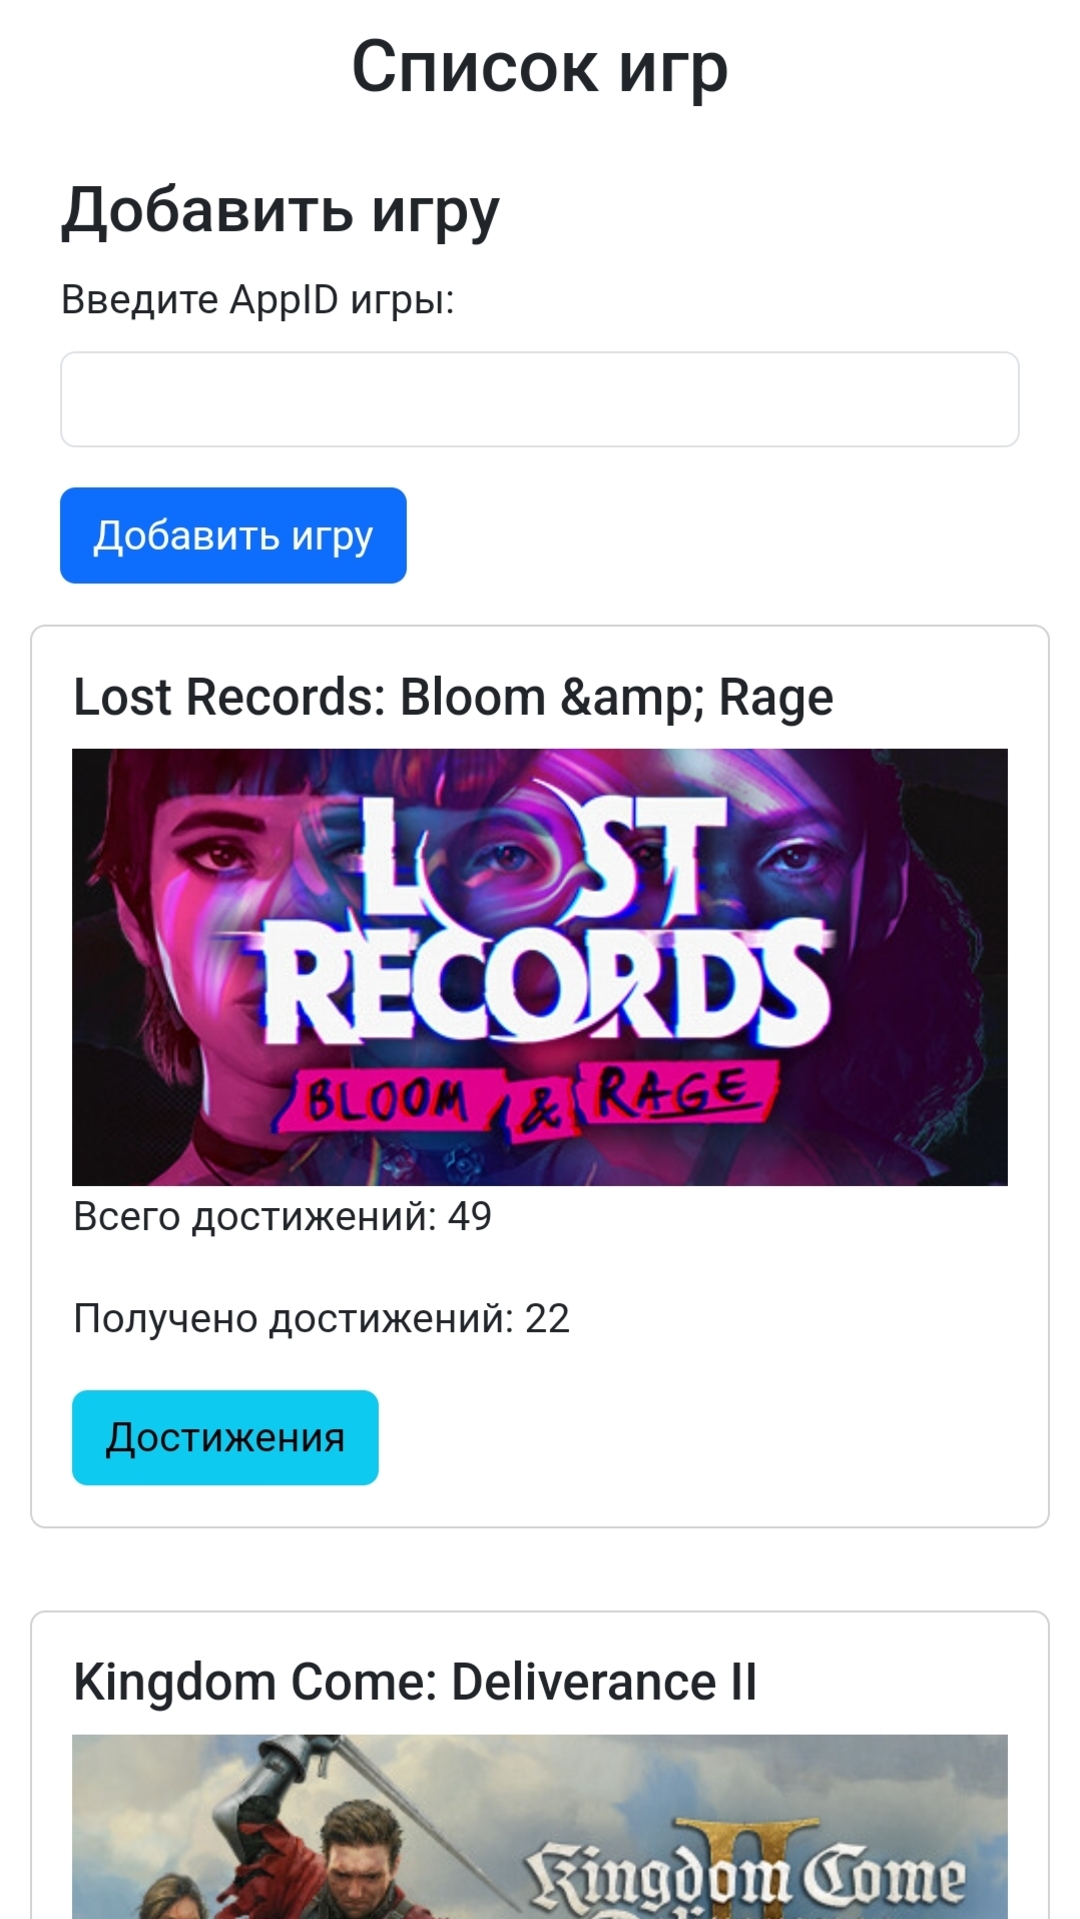 Список игр
Добавить игру
Введите AppID игры:
Добавить игру
Lost Records: Bloom &amp; Rage
LOST
RECORDS
BLOOM & RAGE
Всего достижений: 49
Получено достижений: 22
Достижения
Kingdom Come: Deliverance II
II
Kingdom Come